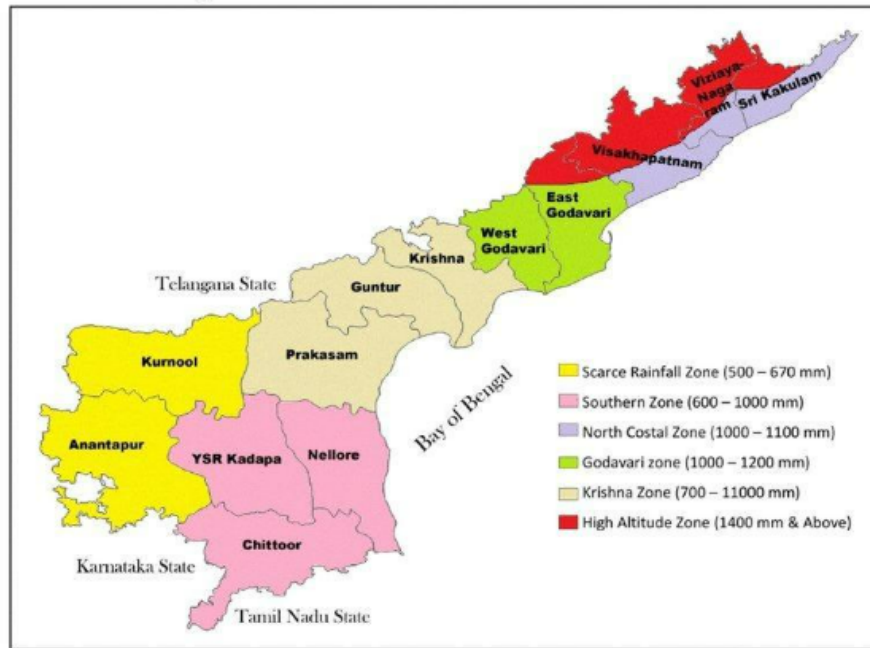 Viziaya-
Naga
ram
Sri Kakulam
Visakhapatnam
East
Godavari
West
Godavari
Krishna
Telangana State
Guntur
Kurnool
Prakasam
Bay of Bengal
Anantapur
YSR Kadapa
Nellore
Chittoor
Karnataka State
Tamil Nadu State
Scarce Rainfall Zone (500 – 670 mm)
Southern Zone (600 – 1000 mm)
North Costal Zone (1000 – 1100 mm)
Godavari zone (1000 – 1200 mm)
Krishna Zone (700 – 11000 mm)
High Altitude Zone (1400 mm & Above)